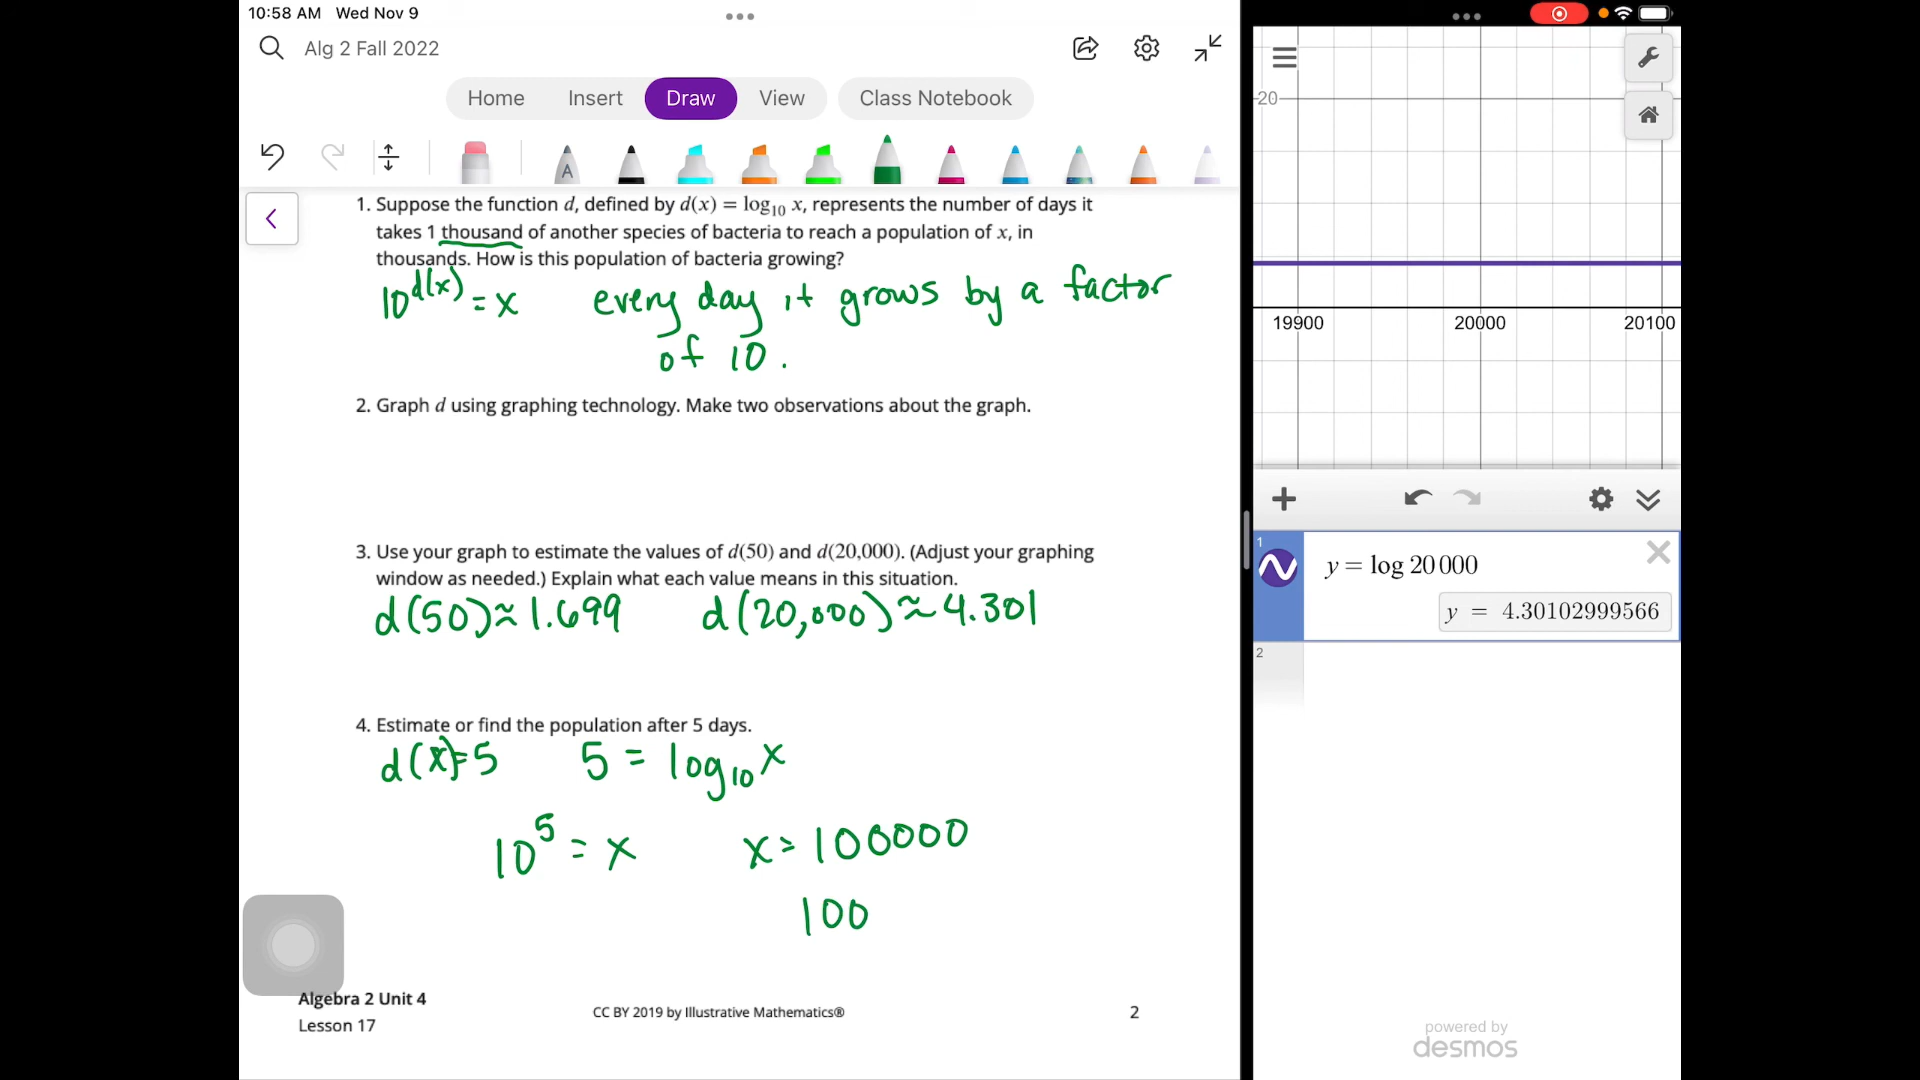 10:58 AM Wed Nov 9
Alg 2 Fall 2022
Home Insert Draw View Class Notebook
A
1. Suppose the function d, defined by d(x) = log₁₀ x, represents the number of days it
takes 1 thousand of another species of bacteria to reach a population of x, in
thousands. How is this population of bacteria growing?
10^d(x) = x every day it grows by a factor
of 10.
2. Graph d using graphing technology. Make two observations about the graph.
3. Use your graph to estimate the values of d(50) and d(20,000). (Adjust your graphing
window as needed.) Explain what each value means in this situation.
d(50)≈1.699 d(20,000)≈4.301
4. Estimate or find the population after 5 days.
d(x)=5 5 = log₁₀ x
10⁵ = x x = 100000
100
Algebra 2 Unit 4
Lesson 17
CC BY 2019 by Illustrative Mathematics®
2
20
19900 20000 20100
1
y = log 20000
y = 4.30102999566
2
powered by
desmos